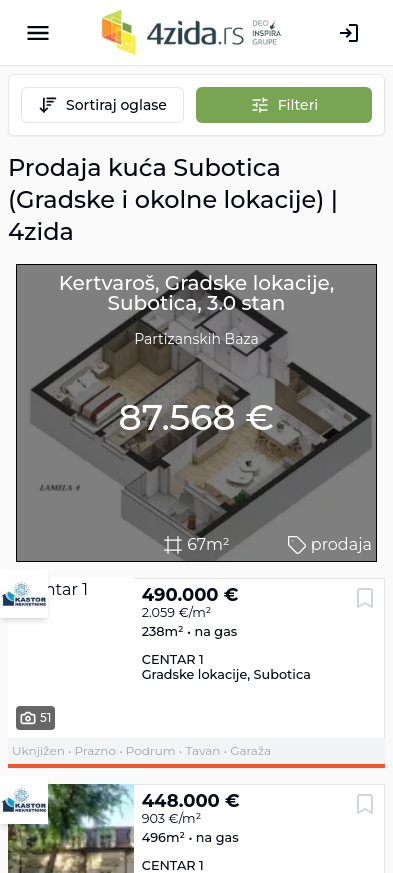 4zida.rs
DEO
INSPIRA
GRUPE
Sortiraj oglase
Filteri
Prodaja kuća Subotica
(Gradske i okolne lokacije) |
4zida
Kertvaroš, Gradske lokacije,
Subotica, 3.0 stan
Partizanskih Baza
87.568 €
LAMELA 4
67m²
prodaja
KASTOR
NEKRETNINE
ntar 1
490.000 €
2.059 €/m²
238m² • na gas
CENTAR 1
Gradske lokacije, Subotica
51
Uknjižen • Prazno • Podrum • Tavan • Garaža
KASTOR
NEKRETNINE
448.000 €
903 €/m²
496m² • na gas
CENTAR 1